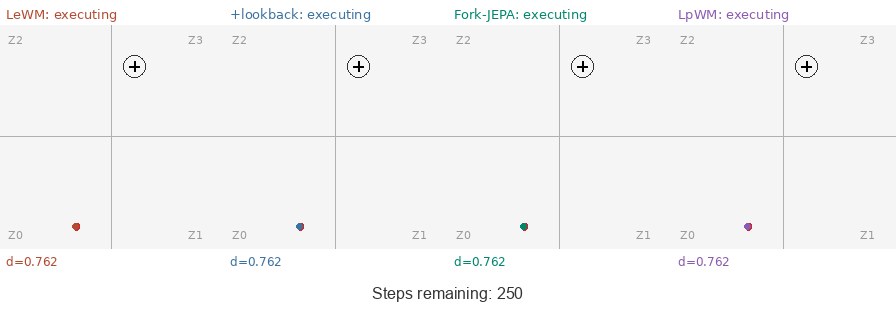 LeWM: executing +lookback: executing Fork-JEPA: executing LpWM: executing
Z2 Z3 Z2 Z3 Z2 Z3 Z2 Z3
Z0 Z1 Z0 Z1 Z0 Z1 Z0 Z1
d=0.762 d=0.762 d=0.762 d=0.762
Steps remaining: 250